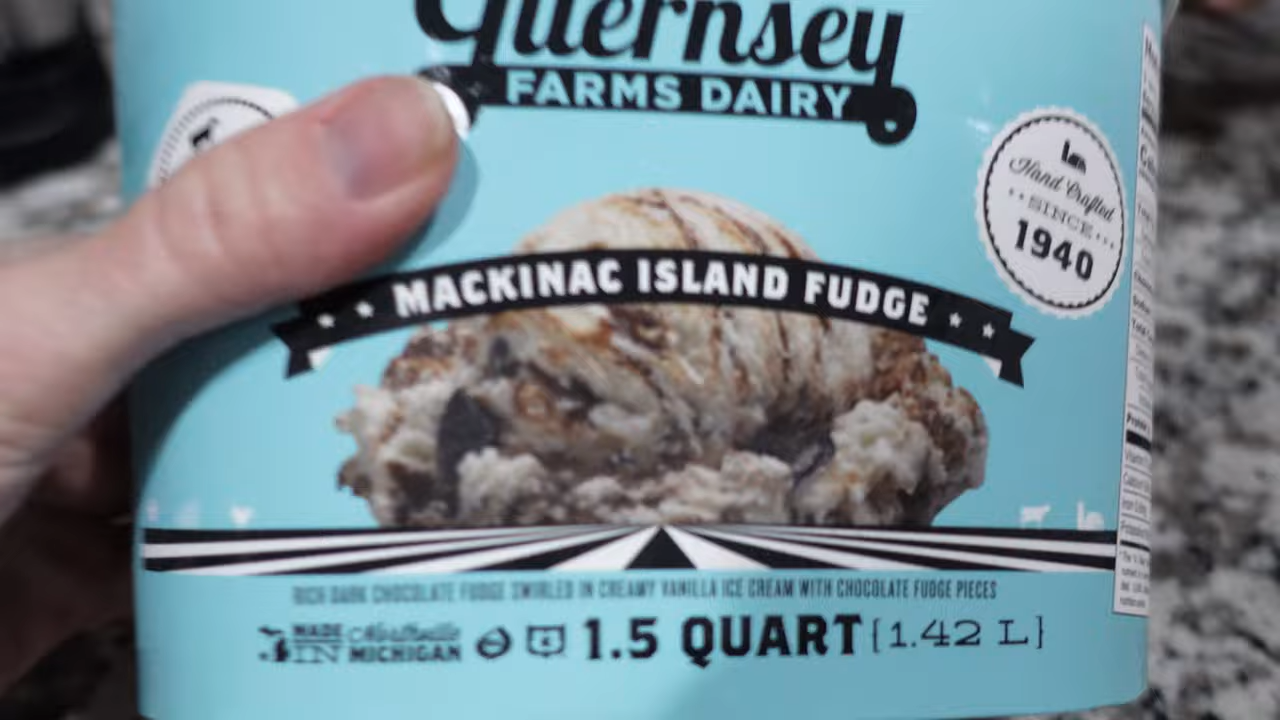 Guernsey
FARMS DAIRY
Hand Crafted
SINCE
1940
MACKINAC ISLAND FUDGE
RICH DARK CHOCOLATE FUDGE SWIRLED IN CREAMY VANILLA ICE CREAM WITH CHOCOLATE FUDGE PIECES
MADE IN Northville MICHIGAN
1.5 QUART {1.42 L}